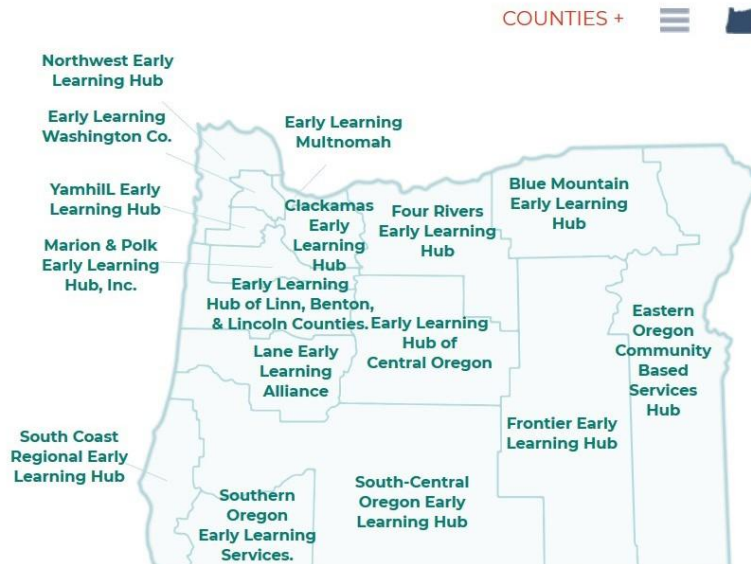 COUNTIES +
Northwest Early
Learning Hub
Early Learning
Washington Co.
Early Learning
Multnomah
YamhilL Early
Learning Hub
Clackamas
Early
Learning
Hub
Four Rivers
Early Learning
Hub
Blue Mountain
Early Learning
Hub
Marion & Polk
Early Learning
Hub, Inc.
Early Learning
Hub of Linn, Benton,
& Lincoln Counties.
Early Learning
Hub of
Central Oregon
Eastern
Oregon
Community
Based
Services
Hub
Lane Early
Learning
Alliance
Frontier Early
Learning Hub
South Coast
Regional Early
Learning Hub
South-Central
Oregon Early
Learning Hub
Southern
Oregon
Early Learning
Services.